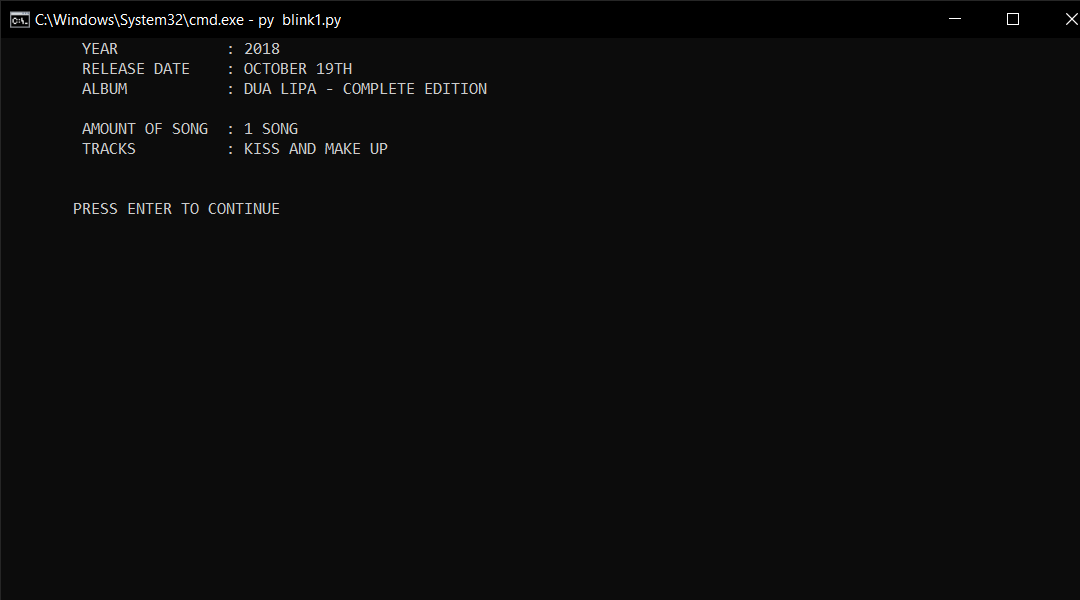 C:\Windows\System32\cmd.exe - py  blink1.py
YEAR            : 2018
RELEASE DATE    : OCTOBER 19TH
ALBUM           : DUA LIPA - COMPLETE EDITION
AMOUNT OF SONG  : 1 SONG
TRACKS          : KISS AND MAKE UP
PRESS ENTER TO CONTINUE